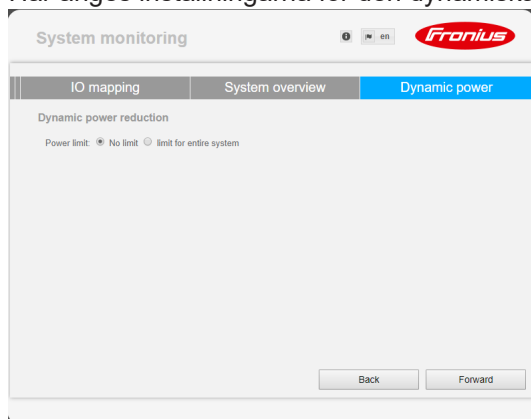 System monitoring
en
Fronius
IO mapping
System overview
Dynamic power
Dynamic power reduction
Power limit: No limit limit for entire system
Back
Forward